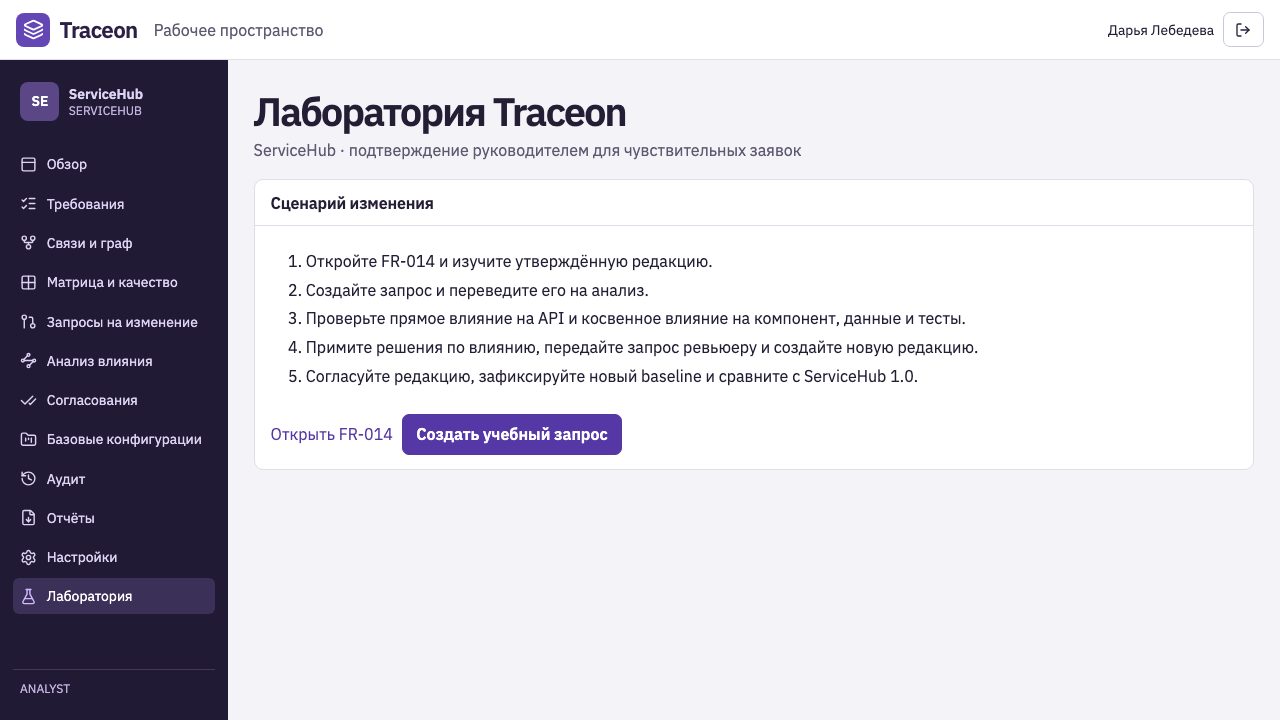 Traceon
Рабочее пространство
Дарья Лебедева
SE
ServiceHub
SERVICEHUB
Обзор
Требования
Связи и граф
Матрица и качество
Запросы на изменение
Анализ влияния
Согласования
Базовые конфигурации
Аудит
Отчёты
Настройки
Лаборатория
ANALYST
Лаборатория Traceon
ServiceHub · подтверждение руководителем для чувствительных заявок
Сценарий изменения
1. Откройте FR-014 и изучите утверждённую редакцию.
2. Создайте запрос и переведите его на анализ.
3. Проверьте прямое влияние на API и косвенное влияние на компонент, данные и тесты.
4. Примите решения по влиянию, передайте запрос ревьюеру и создайте новую редакцию.
5. Согласуйте редакцию, зафиксируйте новый baseline и сравните с ServiceHub 1.0.
Открыть FR-014
Создать учебный запрос